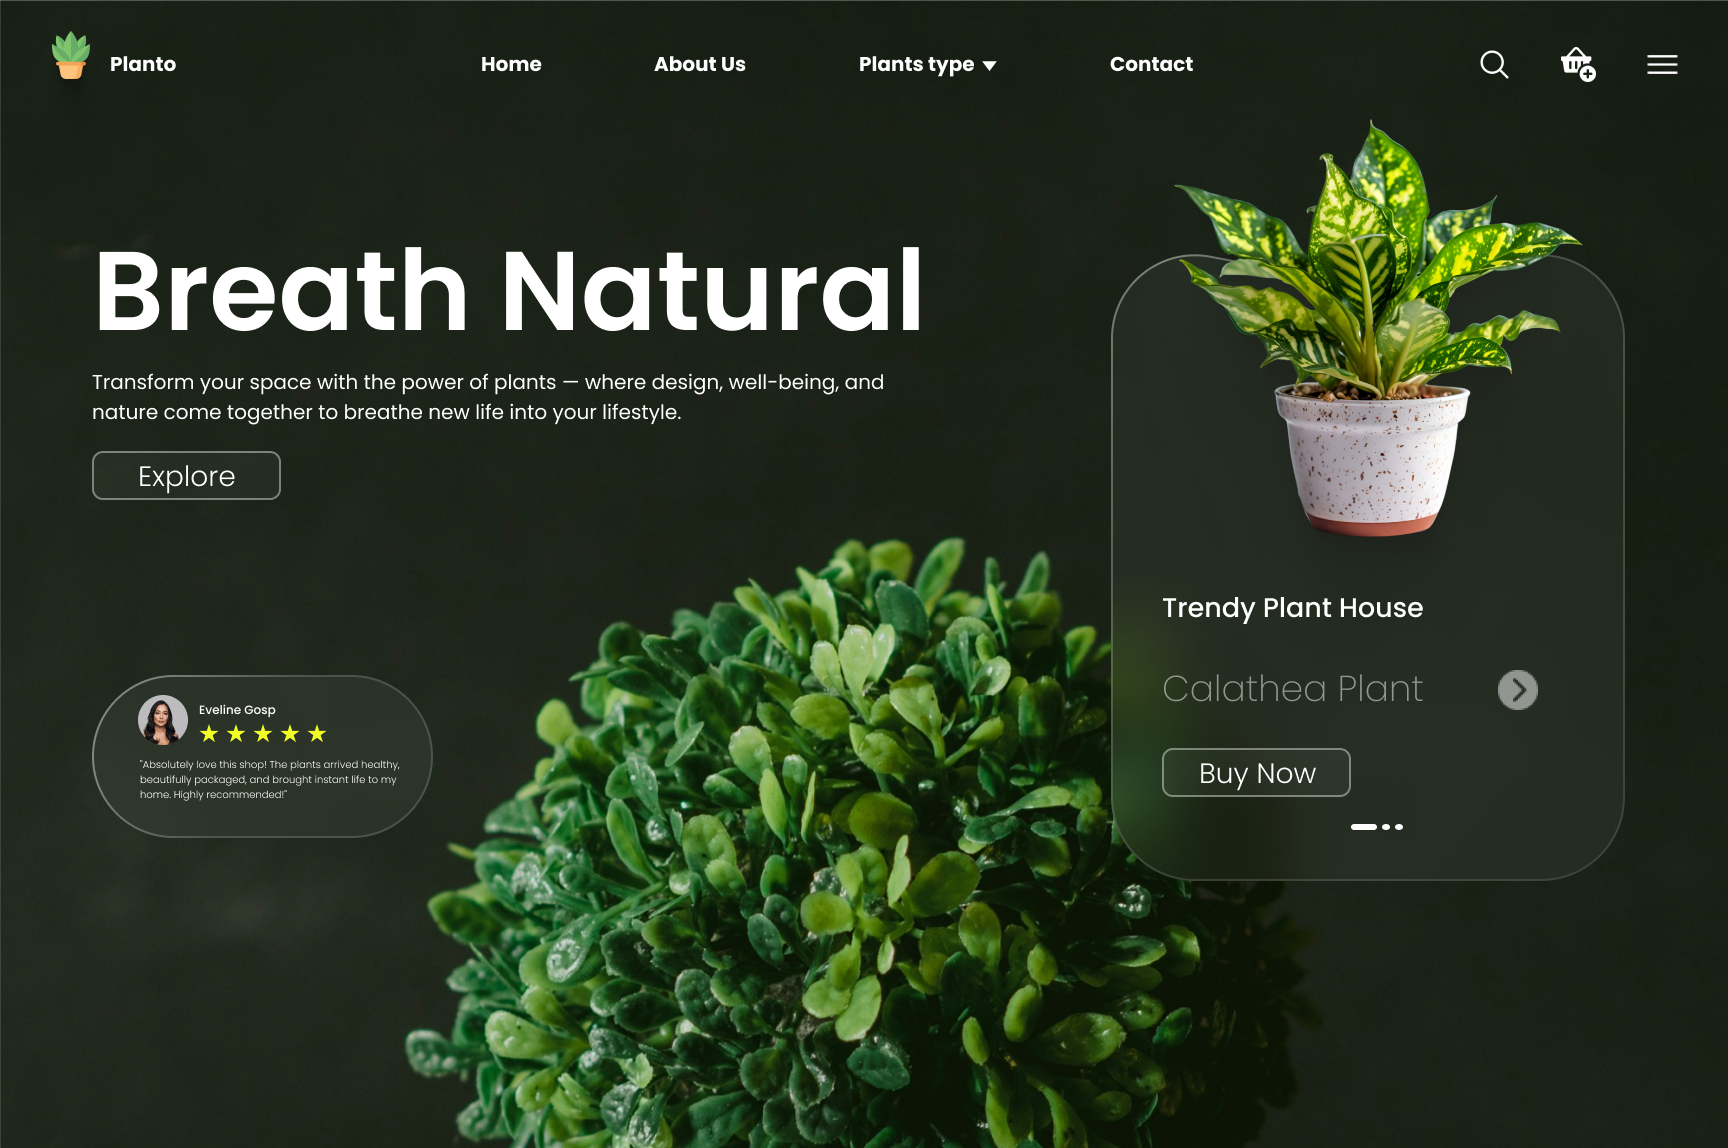 Planto
Home
About Us
Plants type
Contact
Breath Natural
Transform your space with the power of plants — where design, well-being, and
nature come together to breathe new life into your lifestyle.
Explore
Trendy Plant House
Calathea Plant
Buy Now
Eveline Gosp
"Absolutely love this shop! The plants arrived healthy,
beautifully packaged, and brought instant life to my
home. Highly recommended!"